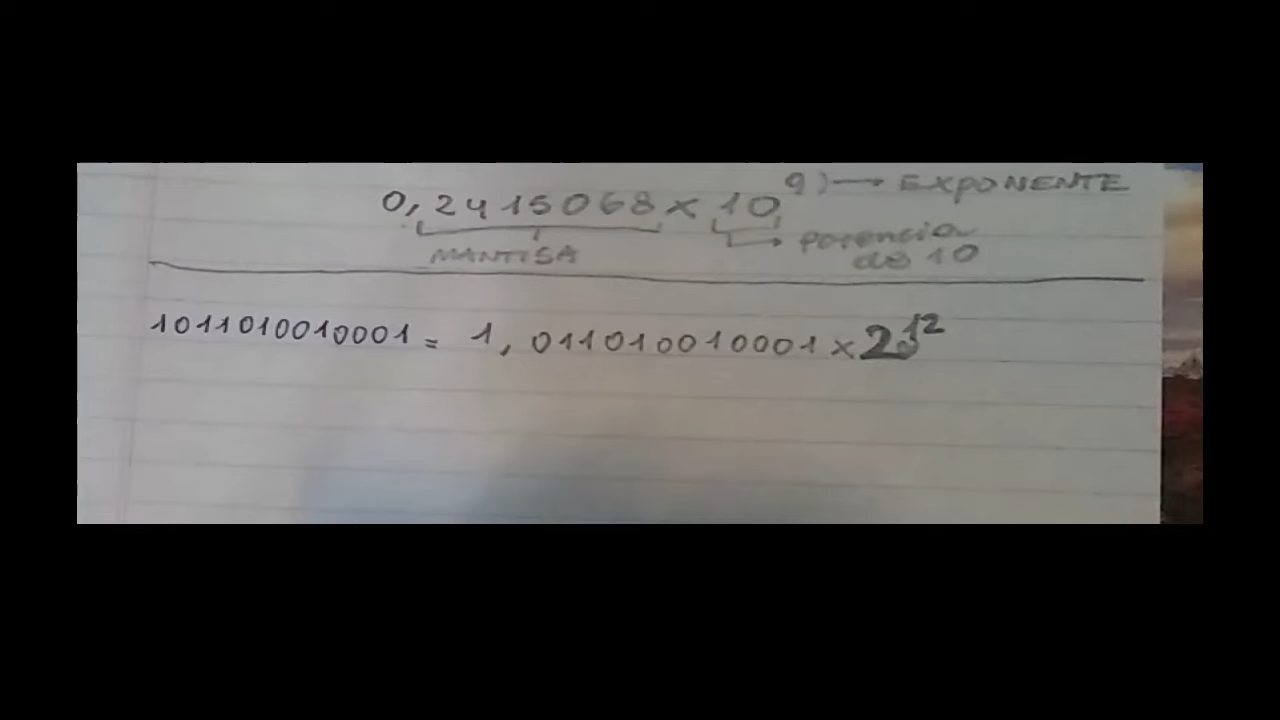 9) → EXPONENTE
0,2415068 x 10
MANTISA → Potencia
de 10
1011010010001 = 1,011010010001 x 2^12